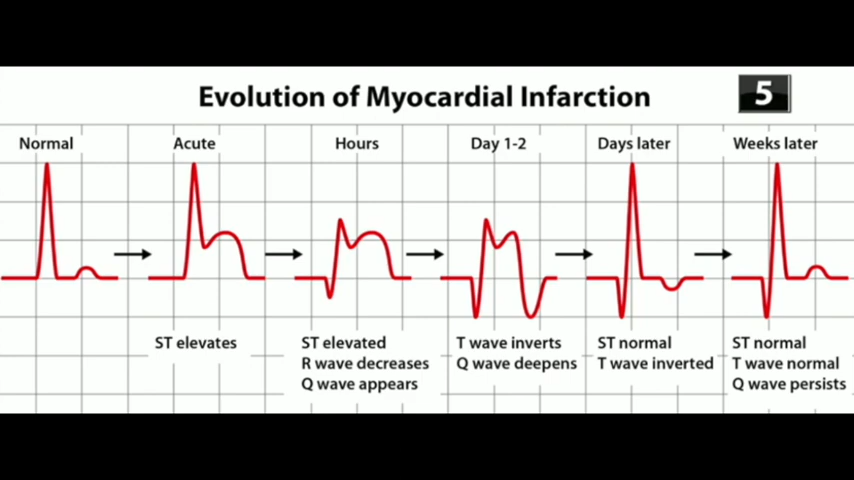 Evolution of Myocardial Infarction
5
Normal
Acute
Hours
Day 1-2
Days later
Weeks later
ST elevates
ST elevated
R wave decreases
Q wave appears
T wave inverts
Q wave deepens
ST normal
T wave inverted
ST normal
T wave normal
Q wave persists